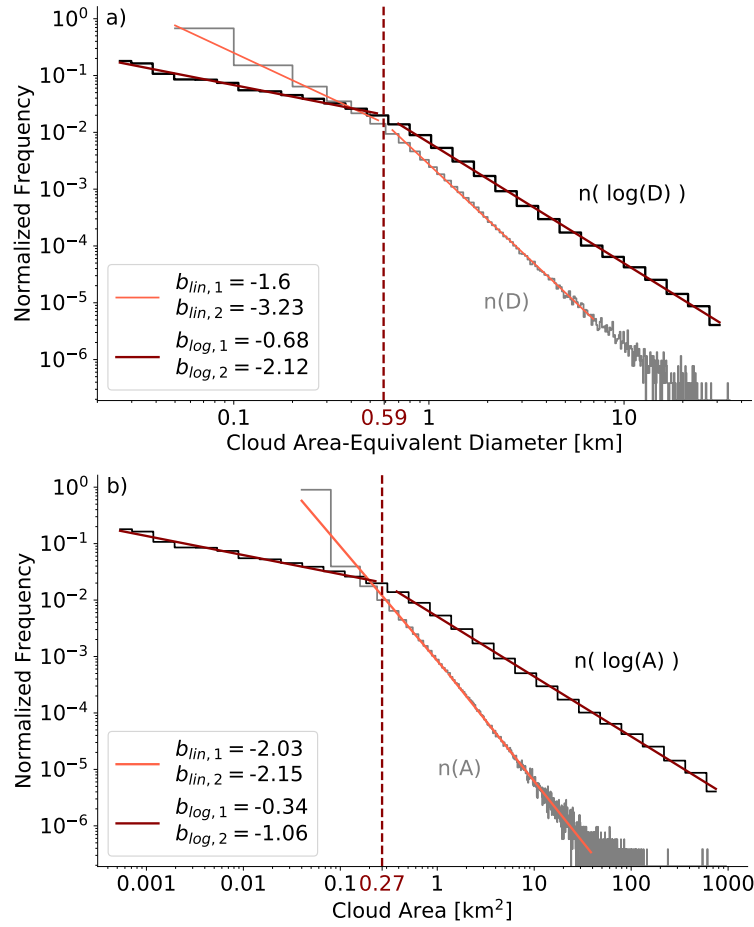 a)
Normalized Frequency
10^0
10^-1
10^-2
10^-3
10^-4
10^-5
10^-6
n( log(D) )
n(D)
b_lin, 1 = -1.6
b_lin, 2 = -3.23
b_log, 1 = -0.68
b_log, 2 = -2.12
0.1 0.59 1 10
Cloud Area-Equivalent Diameter [km]
b)
Normalized Frequency
10^0
10^-1
10^-2
10^-3
10^-4
10^-5
10^-6
n( log(A) )
n(A)
b_lin, 1 = -2.03
b_lin, 2 = -2.15
b_log, 1 = -0.34
b_log, 2 = -1.06
0.001 0.01 0.1 0.27 1 10 100 1000
Cloud Area [km²]